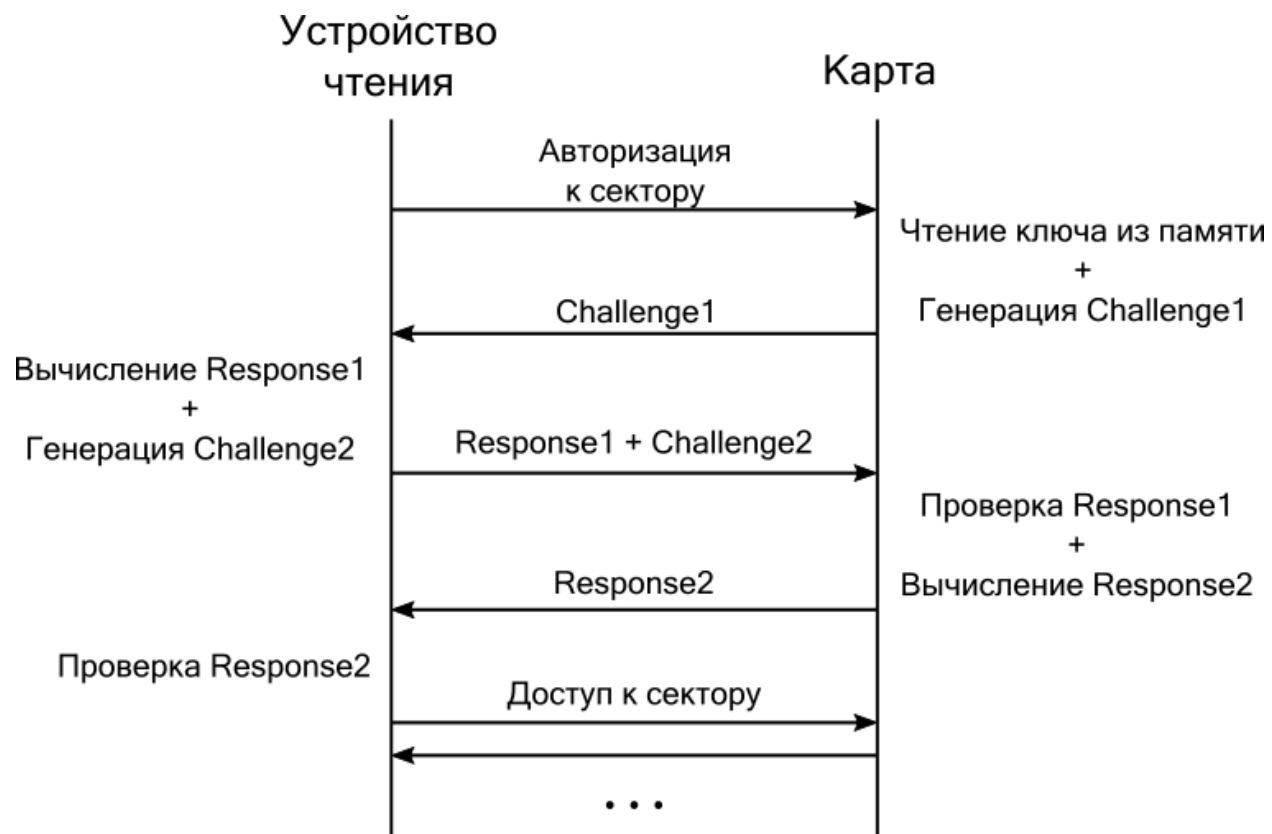 Устройство
чтения
Карта
Авторизация
к сектору
Чтение ключа из памяти
+
Генерация Challenge1
Challenge1
Вычисление Response1
+
Генерация Challenge2
Response1 + Challenge2
Проверка Response1
+
Вычисление Response2
Response2
Проверка Response2
Доступ к сектору
...